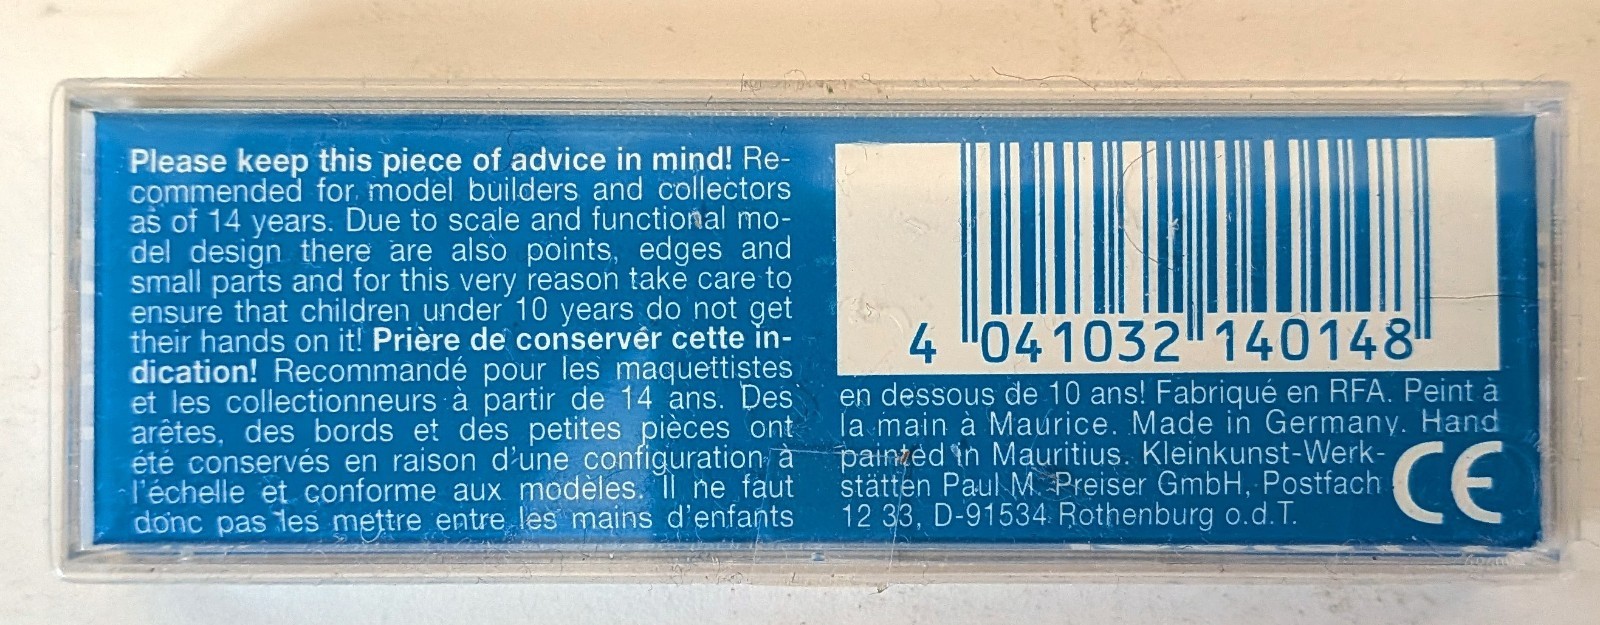 Please keep this piece of advice in mind! Re-
commended for model builders and collectors
as of 14 years. Due to scale and functional mo-
del design there are also points, edges and
small parts and for this very reason take care to
ensure that children under 10 years do not get
their hands on it! Prière de conserver cette in-
dication! Recommandé pour les maquettistes
et les collectionneurs à partir de 14 ans. Des
arêtes, des bords et des petites pièces ont
été conservés en raison d'une configuration à
l'échelle et conforme aux modèles. Il ne faut
donc pas les mettre entre les mains d'enfants
4 041032 140148
en dessous de 10 ans! Fabriqué en RFA. Peint à
la main à Maurice. Made in Germany. Hand
painted in Mauritius. Kleinkunst-Werk-
stätten Paul M. Preiser GmbH, Postfach
12 33, D-91534 Rothenburg o.d.T.
CE